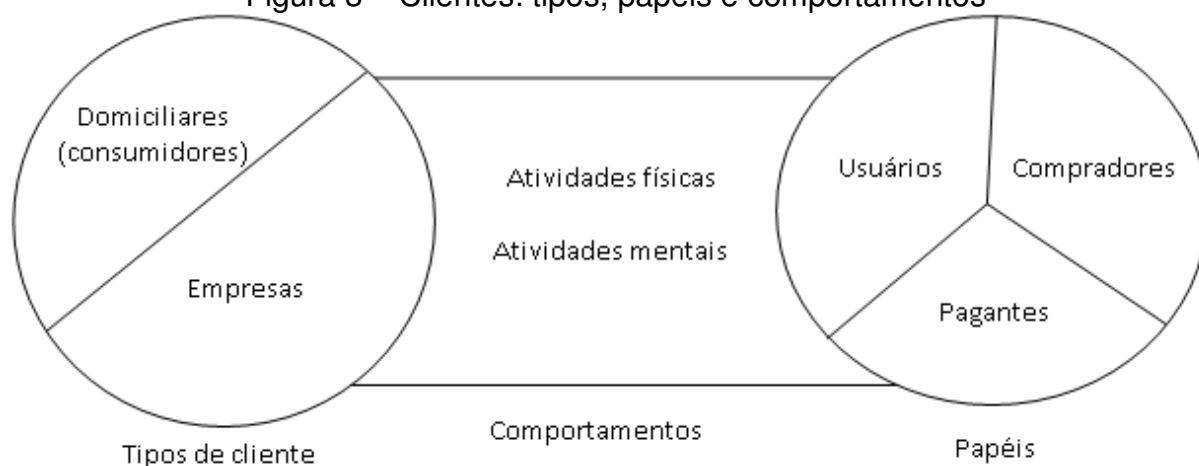 Figura 8 – Clientes: tipos, papéis e comportamentos
Domiciliares
(consumidores)
Empresas
Tipos de cliente
Atividades físicas
Atividades mentais
Comportamentos
Usuários
Compradores
Pagantes
Papéis